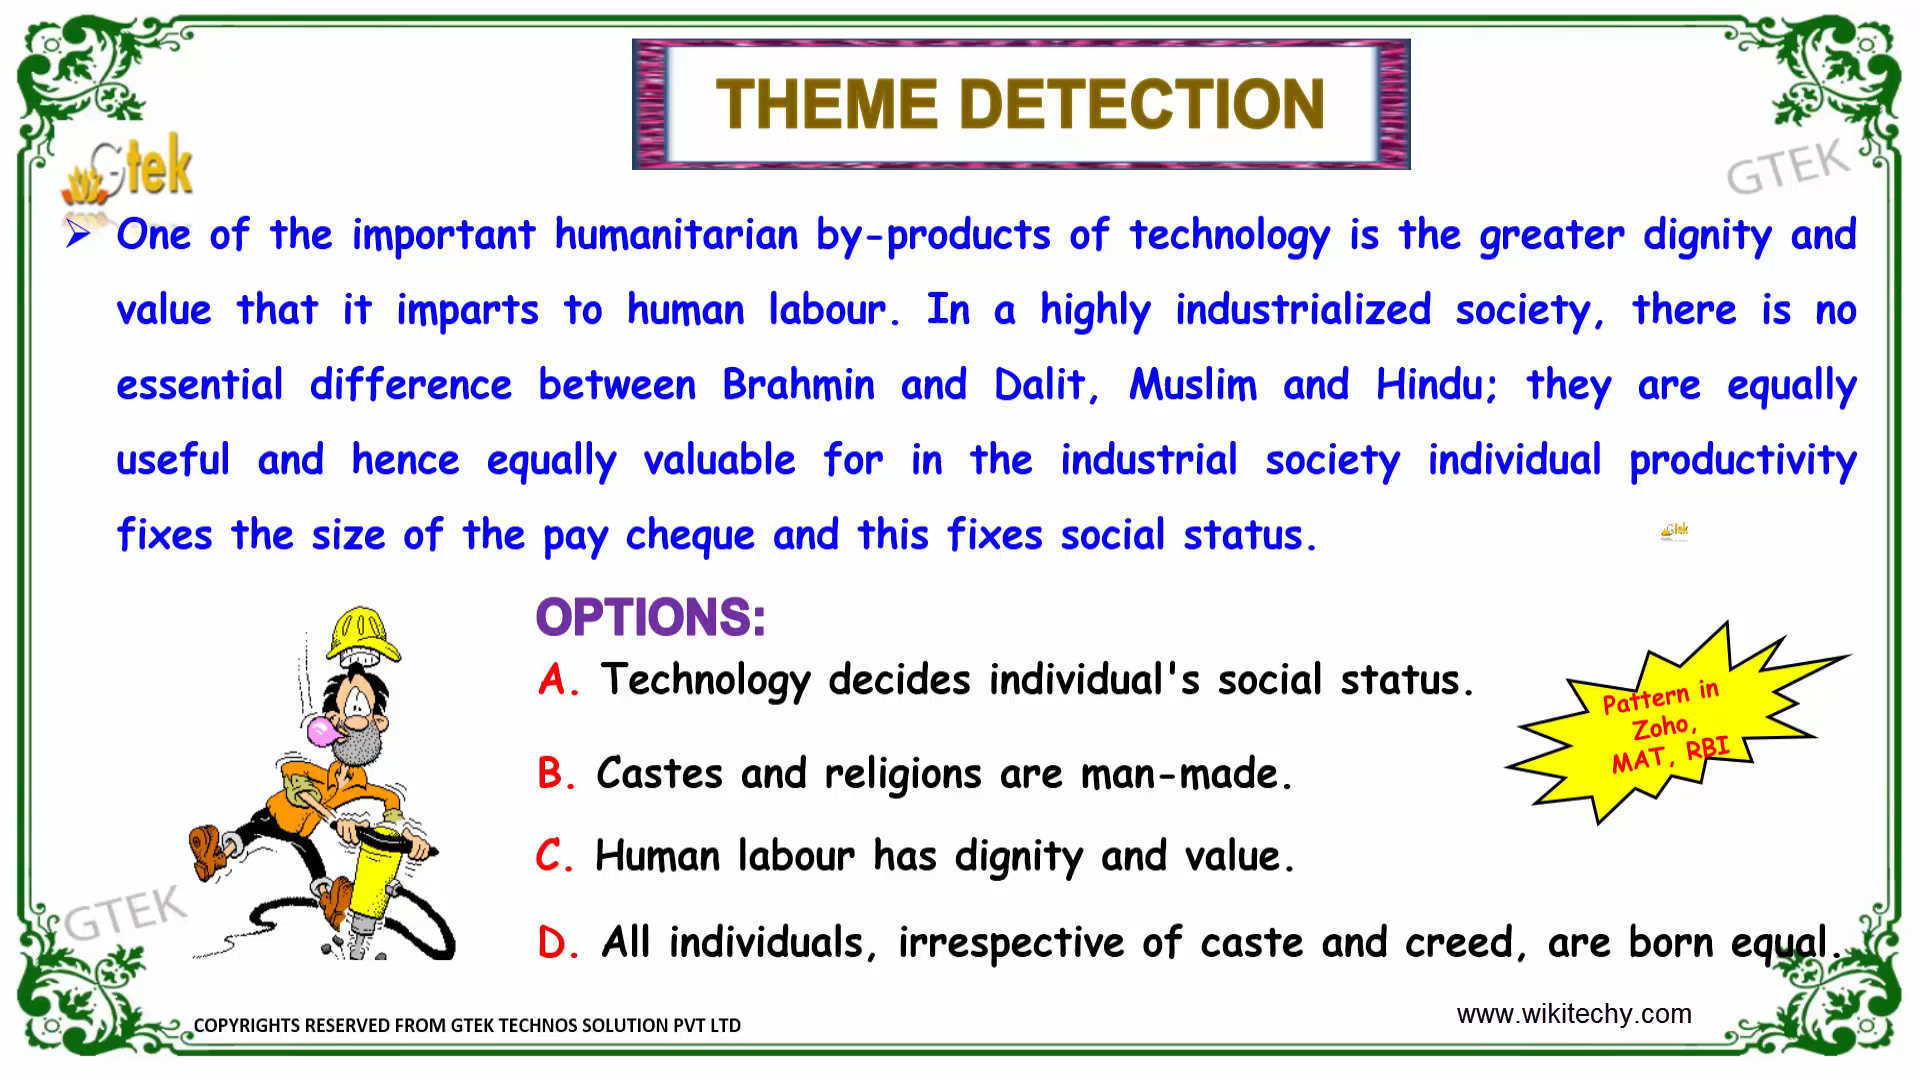 THEME DETECTION
Gtek
GTEK
➢ One of the important humanitarian by-products of technology is the greater dignity and
value that it imparts to human labour. In a highly industrialized society, there is no
essential difference between Brahmin and Dalit, Muslim and Hindu; they are equally
useful and hence equally valuable for in the industrial society individual productivity
fixes the size of the pay cheque and this fixes social status.
Gtek
OPTIONS:
A. Technology decides individual's social status.
Pattern in
Zoho,
MAT, RBI
B. Castes and religions are man-made.
C. Human labour has dignity and value.
GTEK
D. All individuals, irrespective of caste and creed, are born equal.
COPYRIGHTS RESERVED FROM GTEK TECHNOS SOLUTION PVT LTD
www.wikitechy.com